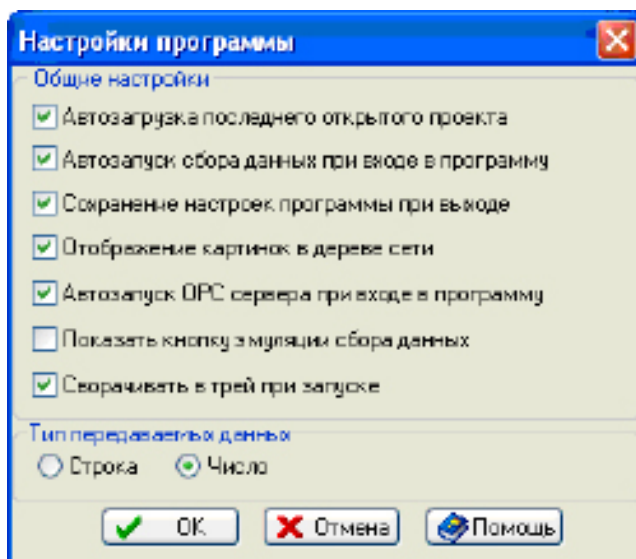 Настройки программы
Общие настройки
Автозагрузка последнего открытого проекта
Автозапуск сбора данных при входе в программу
Сохранение настроек программы при выходе
Отображение картинок в дереве сети
Автозапуск OPC сервера при входе в программу
Показать кнопку эмуляции сбора данных
Сворачивать в трей при запуске
Тип передаваемых данных
Строка Число
OK Отмена Помощь